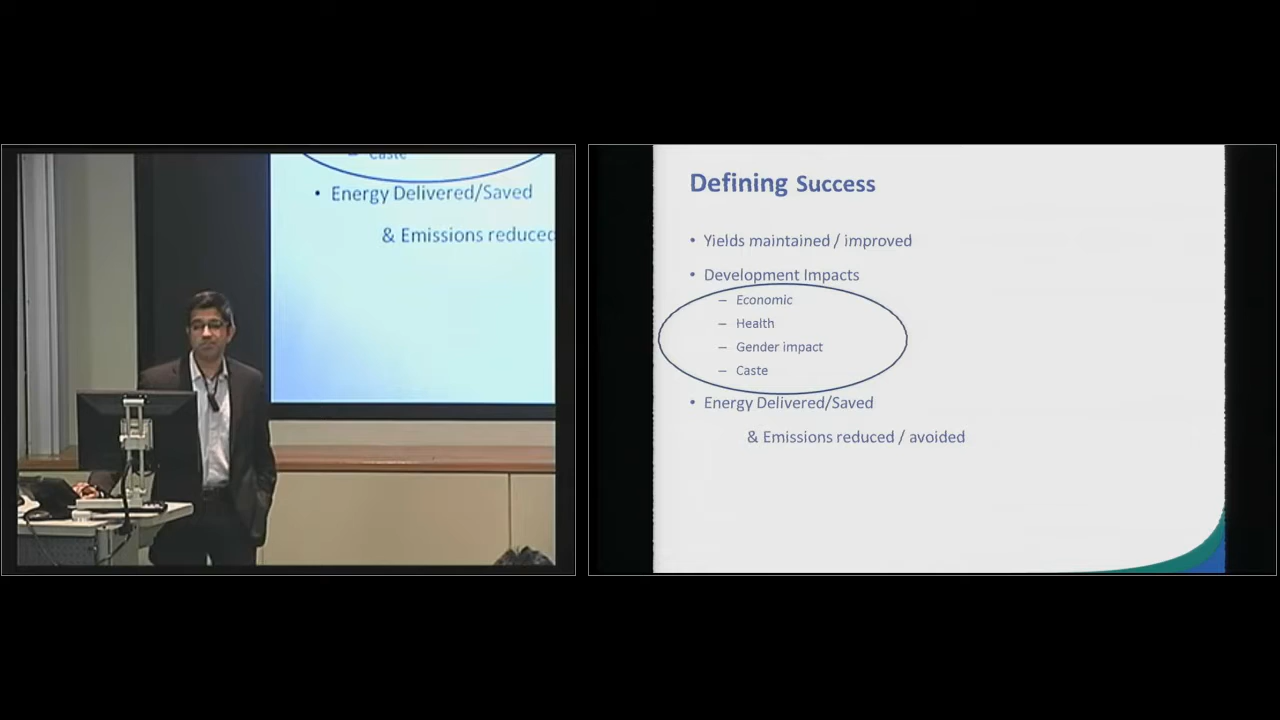 Caste
• Energy Delivered/Saved
& Emissions reduced
Defining Success
• Yields maintained / improved
• Development Impacts
– Economic
– Health
– Gender impact
– Caste
• Energy Delivered/Saved
& Emissions reduced / avoided